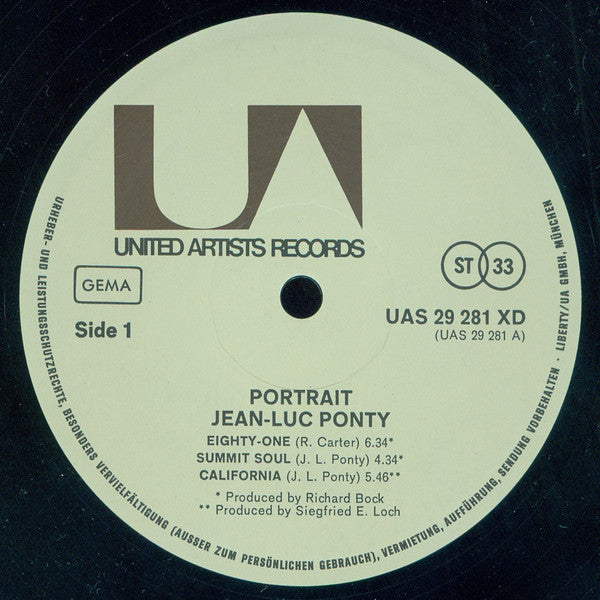 UA
UNITED ARTISTS RECORDS
GEMA
ST 33
Side 1
UAS 29 281 XD
(UAS 29 281 A)
PORTRAIT
JEAN-LUC PONTY
EIGHTY-ONE (R. Carter) 6.34*
SUMMIT SOUL (J. L. Ponty) 4.34*
CALIFORNIA (J. L. Ponty) 5.46**
* Produced by Richard Bock
** Produced by Siegfried E. Loch
URHEBER- UND LEISTUNGSSCHUTZRECHTE, BESONDERS VERVIELFÄLTIGUNG (AUSSER ZUM PERSÖNLICHEN GEBRAUCH), VERMIETUNG, AUFFÜHRUNG, SENDUNG VORBEHALTEN · LIBERTY/UA GMBH, MÜNCHEN